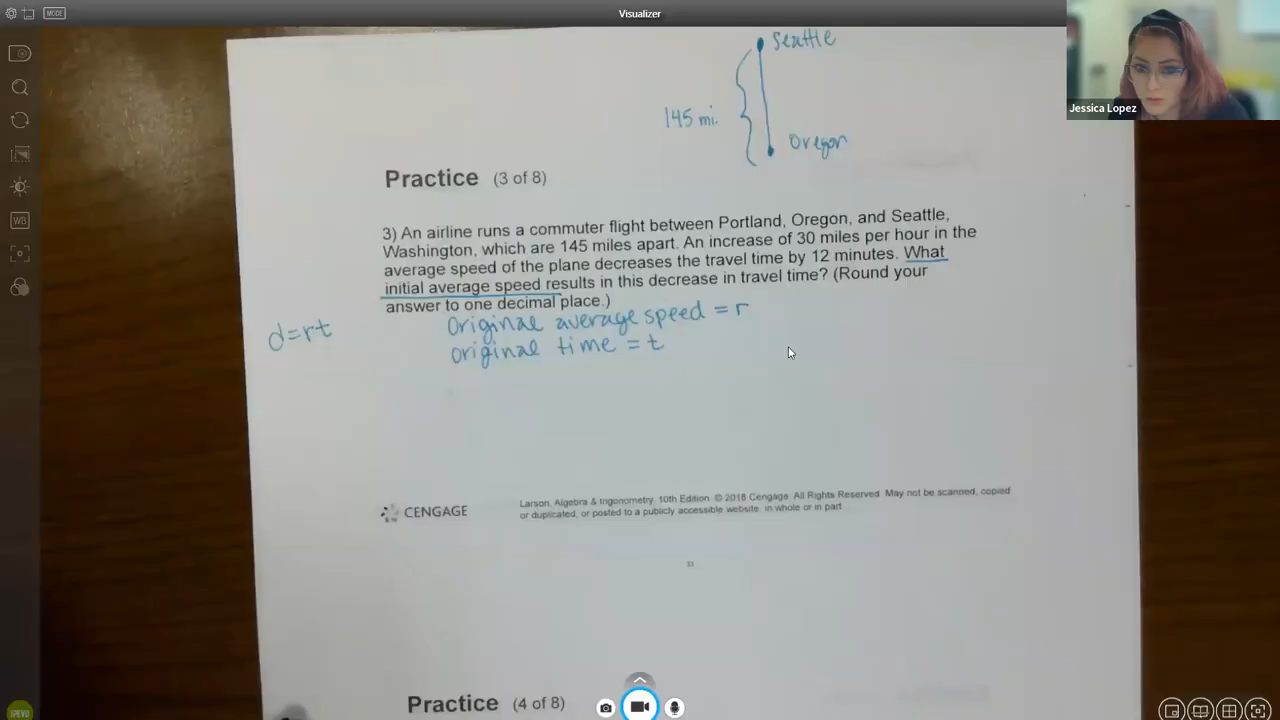 MODE
Visualizer
Seattle
Jessica Lopez
145 mi.
Oregon
Practice (3 of 8)
WB
3) An airline runs a commuter flight between Portland, Oregon, and Seattle,
Washington, which are 145 miles apart. An increase of 30 miles per hour in the
average speed of the plane decreases the travel time by 12 minutes. What
initial average speed results in this decrease in travel time? (Round your
answer to one decimal place.)
d=rt
Original average speed = r
original time = t
CENGAGE
Larson, Algebra & trigonometry, 10th Edition. © 2018 Cengage. All Rights Reserved. May not be scanned, copied
or duplicated, or posted to a publicly accessible website, in whole or in part.
33
Practice (4 of 8)
IPEVO